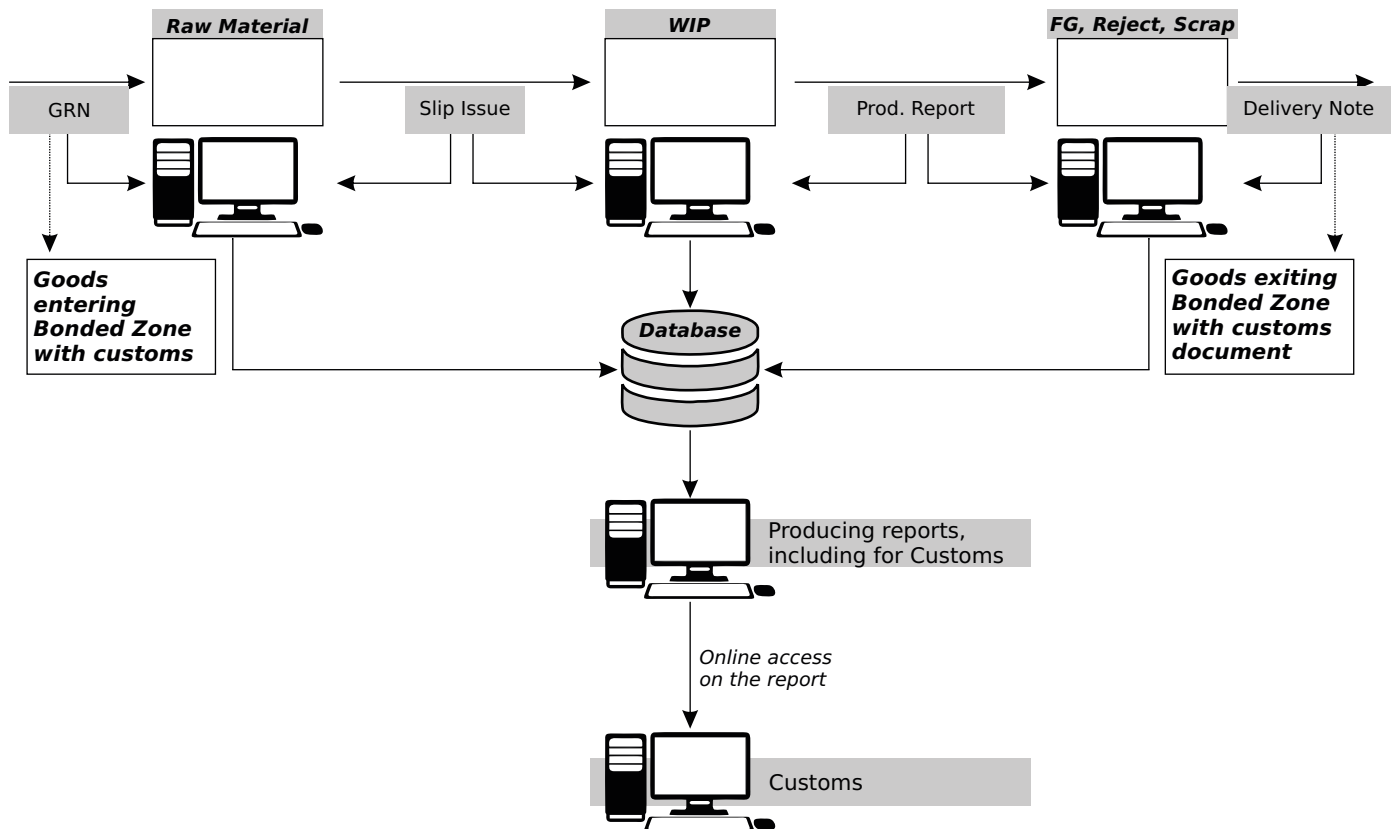 Raw Material
WIP
FG, Reject, Scrap
GRN
Slip Issue
Prod. Report
Delivery Note
Goods
entering
Bonded Zone
with customs
Goods exiting
Bonded Zone
with customs
document
Database
Producing reports,
including for Customs
Online access
on the report
Customs